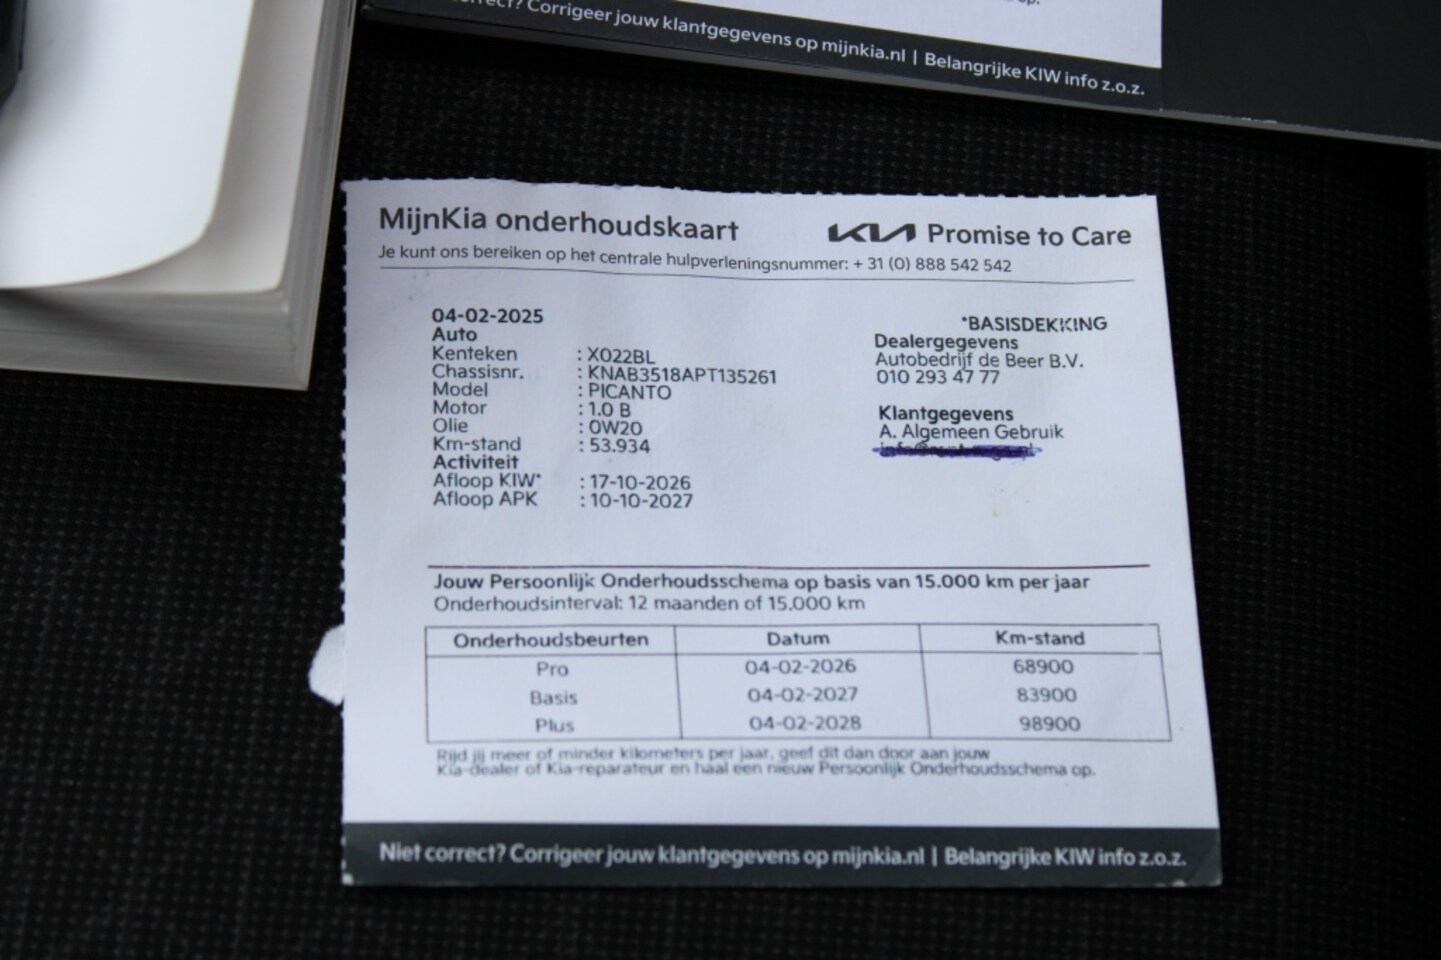 Corrigeer jouw klantgegevens op mijnkia.nl | Belangrijke KIW info z.o.z.
MijnKia onderhoudskaart
KIA Promise to Care
Je kunt ons bereiken op het centrale hulpverleningsnummer: + 31 (0) 888 542 542
04-02-2025
Auto
Kenteken : X022BL
Chassisnr. : KNAB3518APT135261
Model : PICANTO
Motor : 1.0 B
Olie : 0W20
Km-stand : 53.934
Activiteit
Afloop KIW* : 17-10-2026
Afloop APK : 10-10-2027
*BASISDEKKING
Dealergegevens
Autobedrijf de Beer B.V.
010 293 47 77
Klantgegevens
A. Algemeen Gebruik
Jouw Persoonlijk Onderhoudsschema op basis van 15.000 km per jaar
Onderhoudsinterval: 12 maanden of 15.000 km
Onderhoudsbeurten Datum Km-stand
Pro 04-02-2026 68900
Basis 04-02-2027 83900
Plus 04-02-2028 98900
Rijd jij meer of minder kilometers per jaar, geef dit dan door aan jouw
Kia-dealer of Kia-reparateur en haal een nieuw Persoonlijk Onderhoudsschema op.
Niet correct? Corrigeer jouw klantgegevens op mijnkia.nl | Belangrijke KIW info z.o.z.